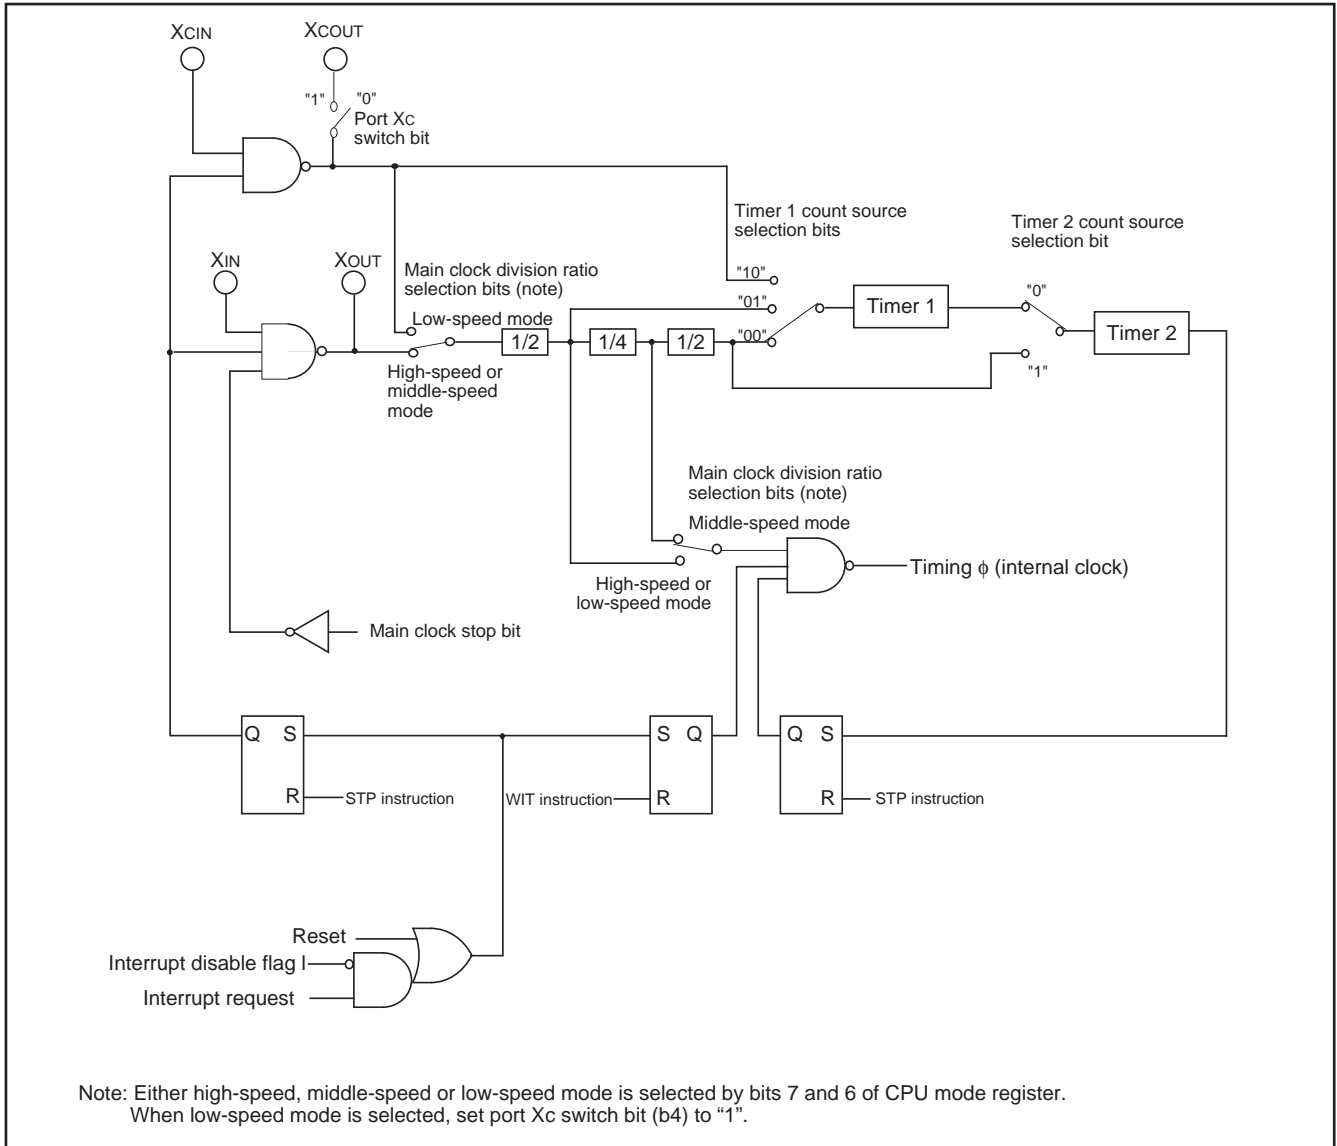 XCIN
XCOUT
"1"
"0"
Port XC
switch bit
Timer 1 count source
selection bits
Timer 2 count source
selection bit
XIN
XOUT
Main clock division ratio
selection bits (note)
Low-speed mode
"10"
"01"
"00"
Timer 1
"0"
Timer 2
"1"
1/2
1/4
1/2
High-speed or
middle-speed
mode
Main clock division ratio
selection bits (note)
Middle-speed mode
Timing ϕ (internal clock)
High-speed or
low-speed mode
Main clock stop bit
Q S
R
STP instruction
S Q
R
WIT instruction
Q S
R
STP instruction
Reset
Interrupt disable flag I
Interrupt request
Note: Either high-speed, middle-speed or low-speed mode is selected by bits 7 and 6 of CPU mode register.
When low-speed mode is selected, set port Xc switch bit (b4) to “1”.